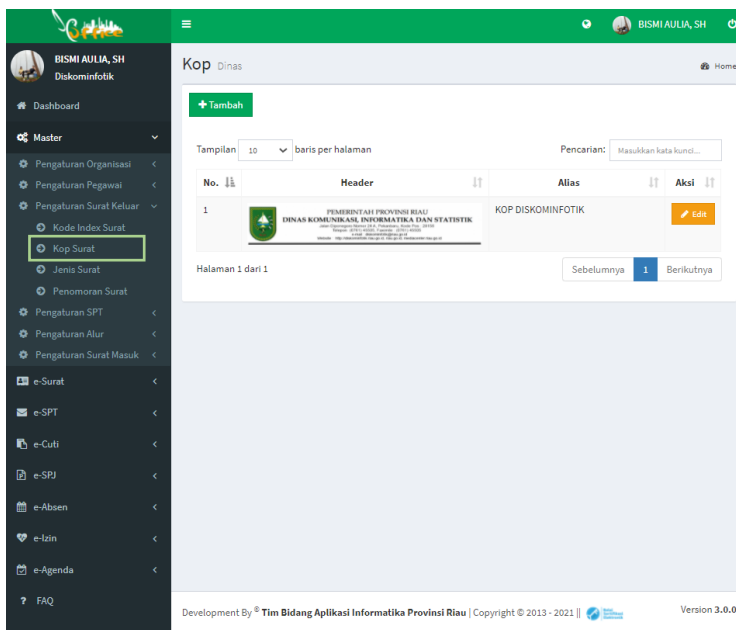 BISMI AULIA, SH
BISMI AULIA, SH
Diskominfotik
Kop Dinas
Home
Dashboard
Tambah
Master
Tampilan 10 baris per halaman
Pencarian: Masukkan kata kunci...
Pengaturan Organisasi
Pengaturan Pegawai
No. Header Alias Aksi
Pengaturan Surat Keluar
1
PEMERINTAH PROVINSI RIAU
DINAS KOMUNIKASI, INFORMATIKA DAN STATISTIK
KOP DISKOMINFOTIK
Edit
Kode Index Surat
Kop Surat
Jenis Surat
Halaman 1 dari 1
Sebelumnya 1 Berikutnya
Penomoran Surat
Pengaturan SPT
Pengaturan Alur
Pengaturan Surat Masuk
e-Surat
e-SPT
e-Cuti
e-SPJ
e-Absen
e-Izin
e-Agenda
? FAQ
Development By ® Tim Bidang Aplikasi Informatika Provinsi Riau | Copyright © 2013 - 2021 ||
Version 3.0.0